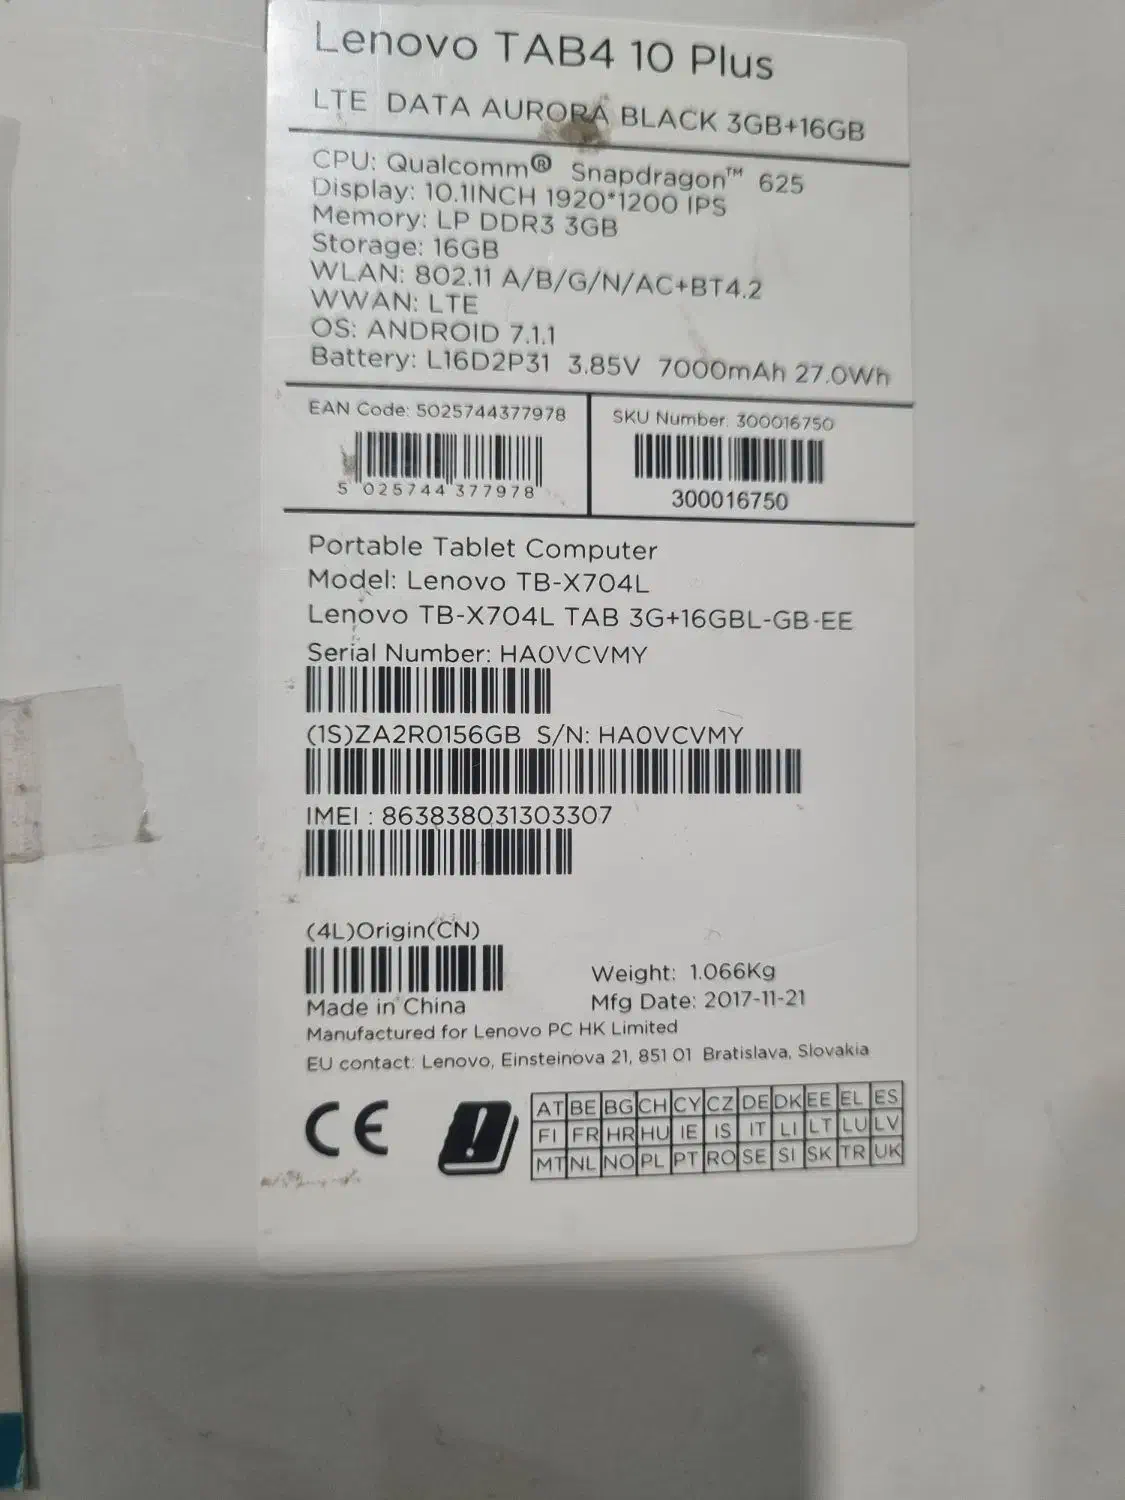 Lenovo TAB4 10 Plus
LTE DATA AURORA BLACK 3GB+16GB
CPU: Qualcomm® Snapdragon™ 625
Display: 10.1INCH 1920*1200 IPS
Memory: LP DDR3 3GB
Storage: 16GB
WLAN: 802.11 A/B/G/N/AC+BT4.2
WWAN: LTE
OS: ANDROID 7.1.1
Battery: L16D2P31 3.85V 7000mAh 27.0Wh
EAN Code: 5025744377978
5 025744 377978
SKU Number: 300016750
300016750
Portable Tablet Computer
Model: Lenovo TB-X704L
Lenovo TB-X704L TAB 3G+16GBL-GB-EE
Serial Number: HA0VCVMY
(1S)ZA2R0156GB S/N: HA0VCVMY
IMEI : 863838031303307
(4L)Origin(CN)
Made in China
Weight: 1.066Kg
Mfg Date: 2017-11-21
Manufactured for Lenovo PC HK Limited
EU contact: Lenovo, Einsteinova 21, 851 01 Bratislava, Slovakia
CE
AT BE BG CH CY CZ DE DK EE EL ES
FI FR HR HU IE IS IT LI LT LU LV
MT NL NO PL PT RO SE SI SK TR UK